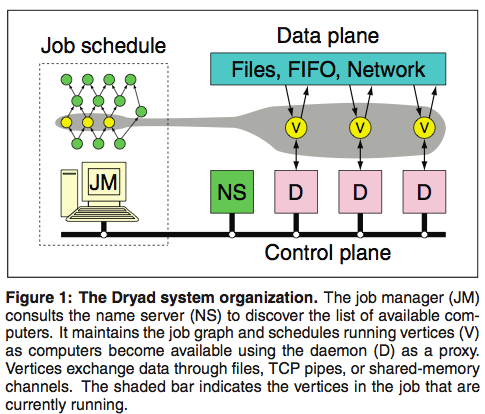 Job schedule
Data plane
Files, FIFO, Network
V
V
V
JM
NS
D
D
D
Control plane
Figure 1: The Dryad system organization. The job manager (JM)
consults the name server (NS) to discover the list of available com-
puters. It maintains the job graph and schedules running vertices (V)
as computers become available using the daemon (D) as a proxy.
Vertices exchange data through files, TCP pipes, or shared-memory
channels. The shaded bar indicates the vertices in the job that are
currently running.